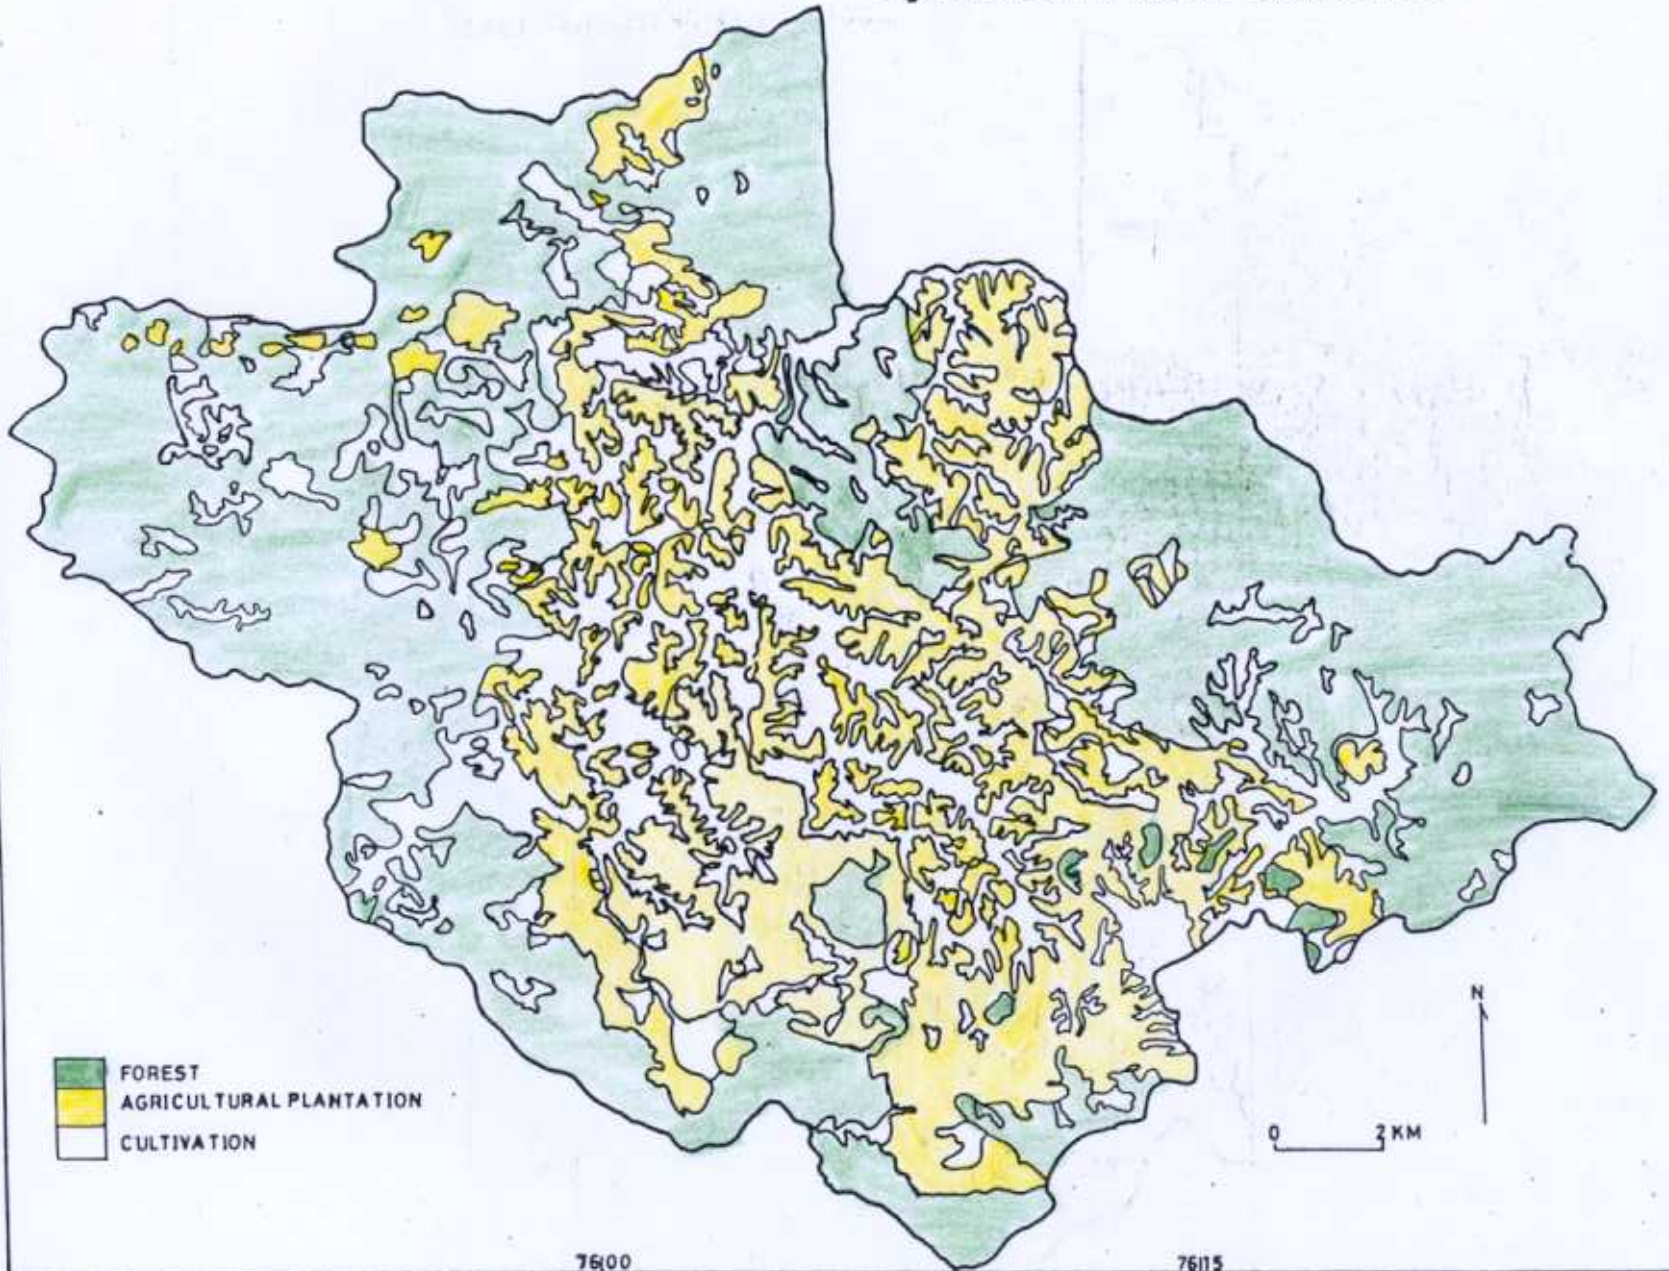 FOREST
AGRICULTURAL PLANTATION
CULTIVATION
N
0 2 KM
76|00 76|15